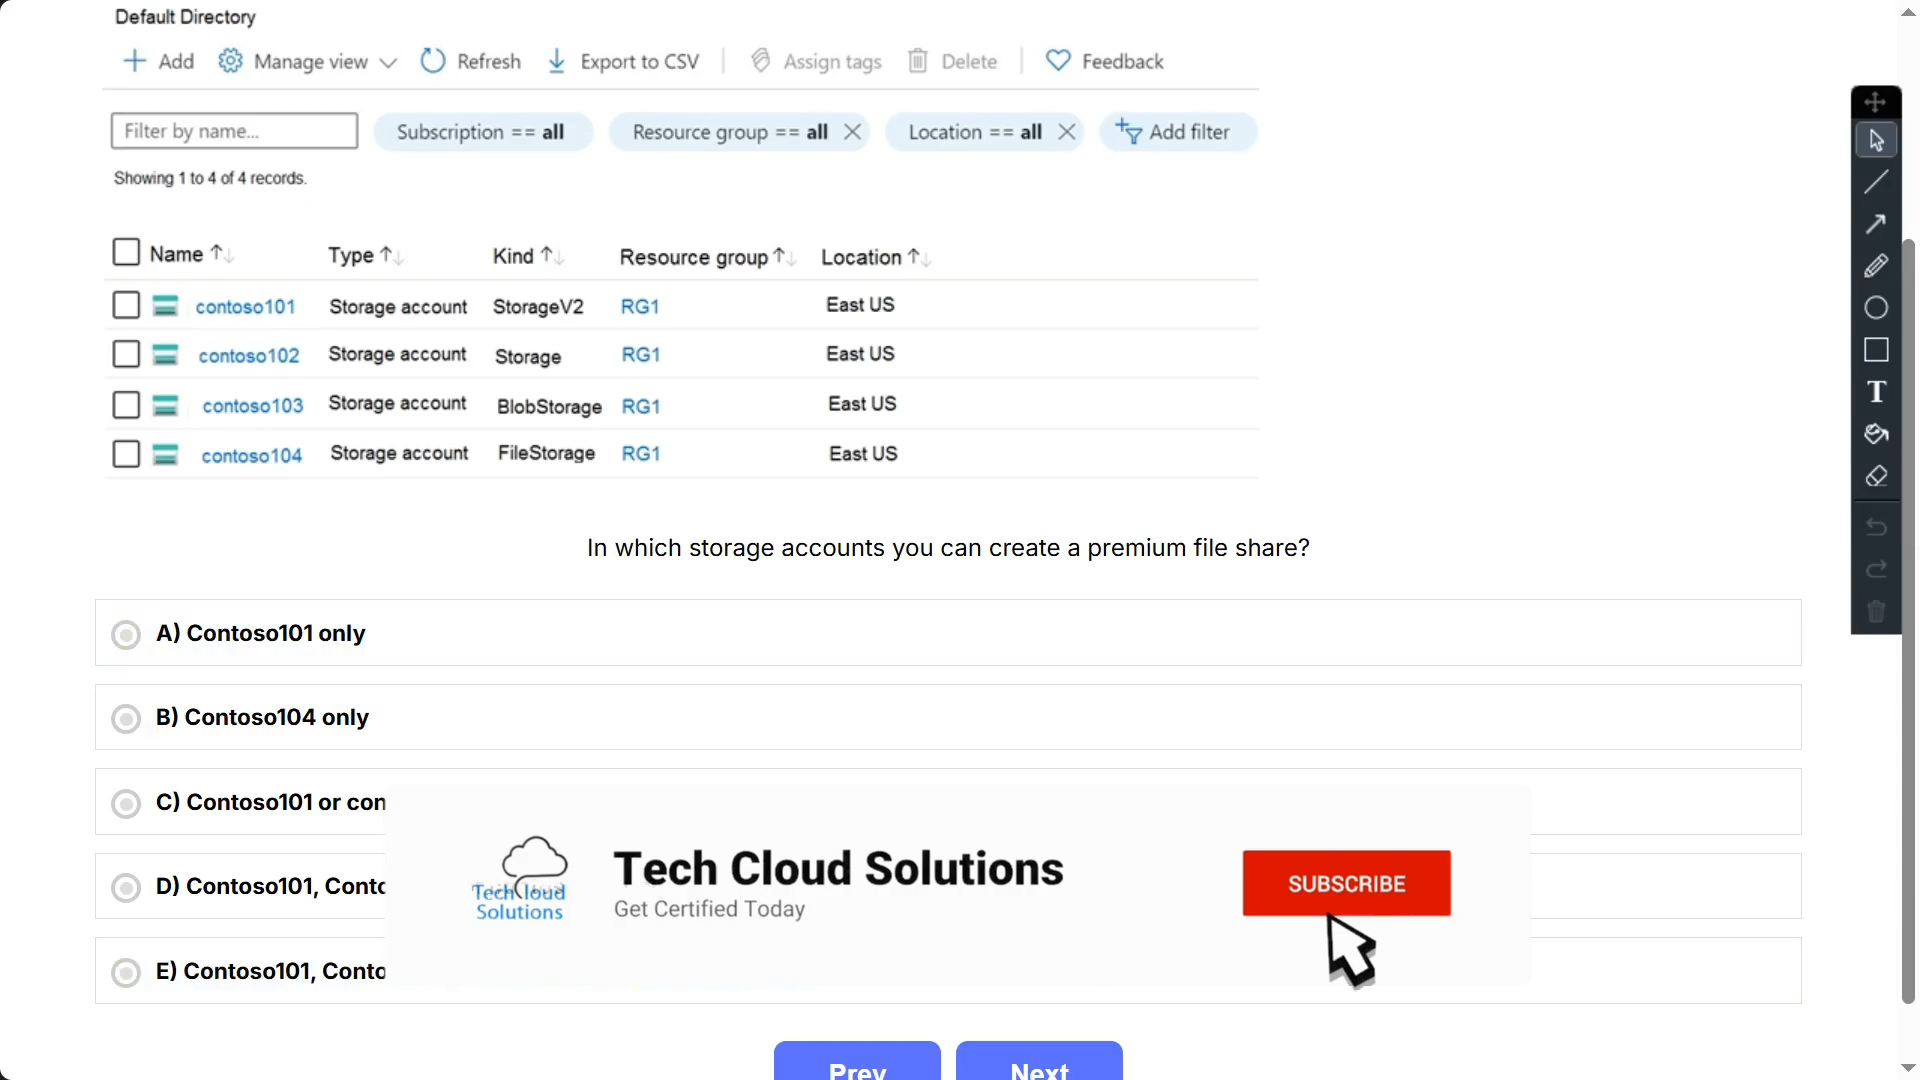 Default Directory
Add Manage view Refresh Export to CSV Assign tags Delete Feedback
Filter by name... Subscription == all Resource group == all Location == all Add filter
Showing 1 to 4 of 4 records.
Name Type Kind Resource group Location
contoso101 Storage account StorageV2 RG1 East US
contoso102 Storage account Storage RG1 East US
contoso103 Storage account BlobStorage RG1 East US
contoso104 Storage account FileStorage RG1 East US
In which storage accounts you can create a premium file share?
A) Contoso101 only
B) Contoso104 only
C) Contoso101 or con
D) Contoso101, Conto
E) Contoso101, Conto
Tech Cloud Solutions
Get Certified Today
Tech loud
Solutions
SUBSCRIBE
Prev Next
T